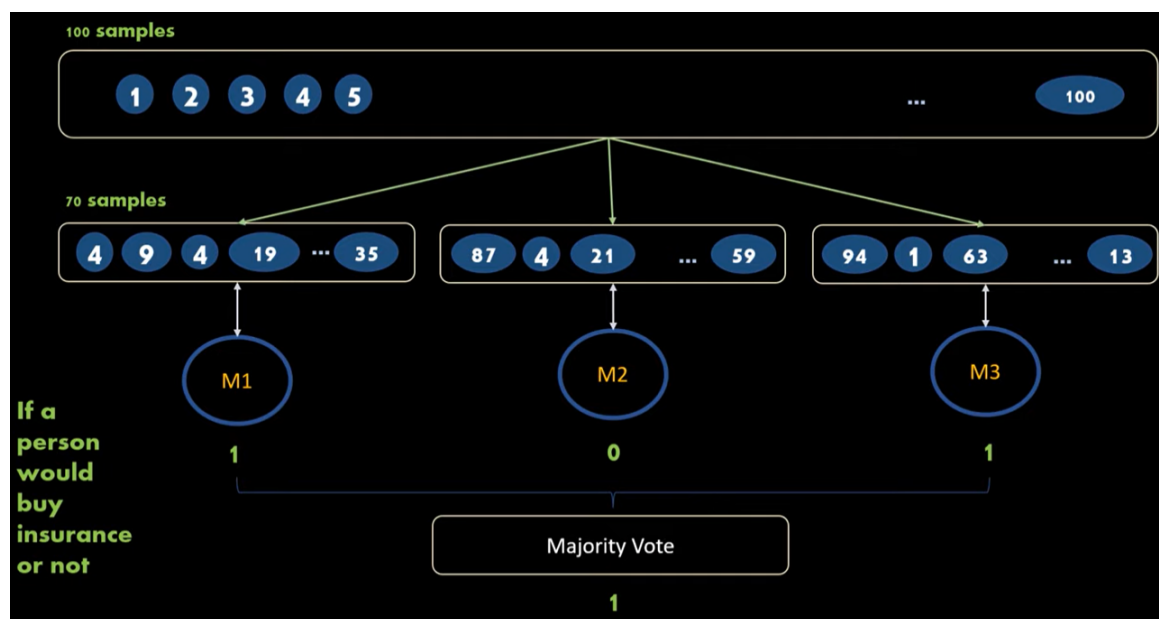 100 samples
1 2 3 4 5 ... 100
70 samples
4 9 4 19 ... 35
87 4 21 ... 59
94 1 63 ... 13
M1
M2
M3
1
0
1
If a
person
would
buy
insurance
or not
Majority Vote
1